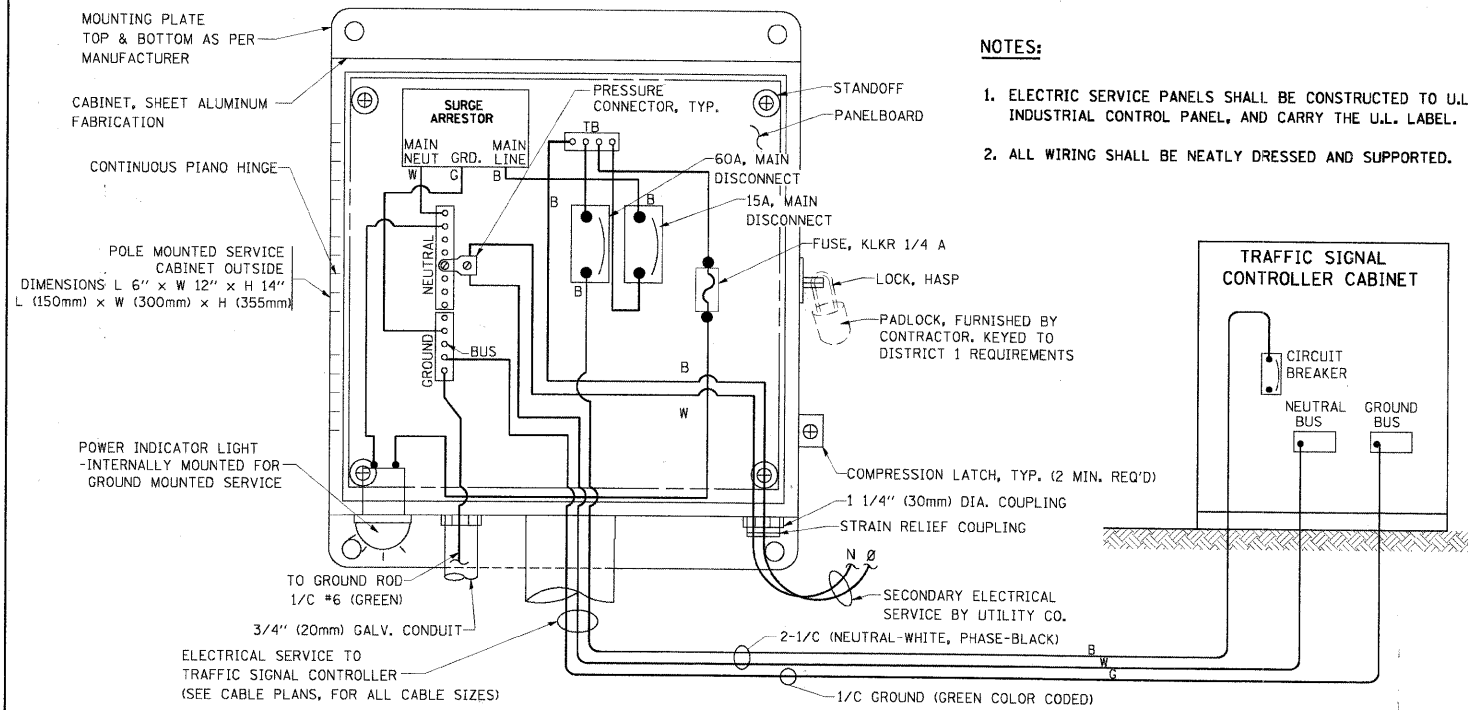 MOUNTING PLATE
TOP & BOTTOM AS PER
MANUFACTURER
CABINET, SHEET ALUMINUM
FABRICATION
CONTINUOUS PIANO HINGE
POLE MOUNTED SERVICE
CABINET OUTSIDE
DIMENSIONS L 6" x W 12" x H 14"
L (150mm) x W (300mm) x H (355mm)
POWER INDICATOR LIGHT
-INTERNALLY MOUNTED FOR
GROUND MOUNTED SERVICE
SURGE
ARRESTOR
MAIN
NEUT
GRD.
MAIN
LINE
W
G
B
PRESSURE
CONNECTOR, TYP.
TB
STANDOFF
PANELBOARD
60A, MAIN
DISCONNECT
15A, MAIN
DISCONNECT
B
B
B
FUSE, KLKR 1/4 A
LOCK, HASP
PADLOCK, FURNISHED BY
CONTRACTOR. KEYED TO
DISTRICT 1 REQUIREMENTS
NEUTRAL
GROUND
BUS
B
W
COMPRESSION LATCH, TYP. (2 MIN. REQ'D)
1 1/4" (30mm) DIA. COUPLING
STRAIN RELIEF COUPLING
N Ø
SECONDARY ELECTRICAL
SERVICE BY UTILITY CO.
TO GROUND ROD
1/C #6 (GREEN)
3/4" (20mm) GALV. CONDUIT
ELECTRICAL SERVICE TO
TRAFFIC SIGNAL CONTROLLER
(SEE CABLE PLANS, FOR ALL CABLE SIZES)
2-1/C (NEUTRAL-WHITE, PHASE-BLACK)
B
W
G
1/C GROUND (GREEN COLOR CODED)
NOTES:
1. ELECTRIC SERVICE PANELS SHALL BE CONSTRUCTED TO U.L
INDUSTRIAL CONTROL PANEL, AND CARRY THE U.L. LABEL.
2. ALL WIRING SHALL BE NEATLY DRESSED AND SUPPORTED.
TRAFFIC SIGNAL
CONTROLLER CABINET
CIRCUIT
BREAKER
NEUTRAL
BUS
GROUND
BUS